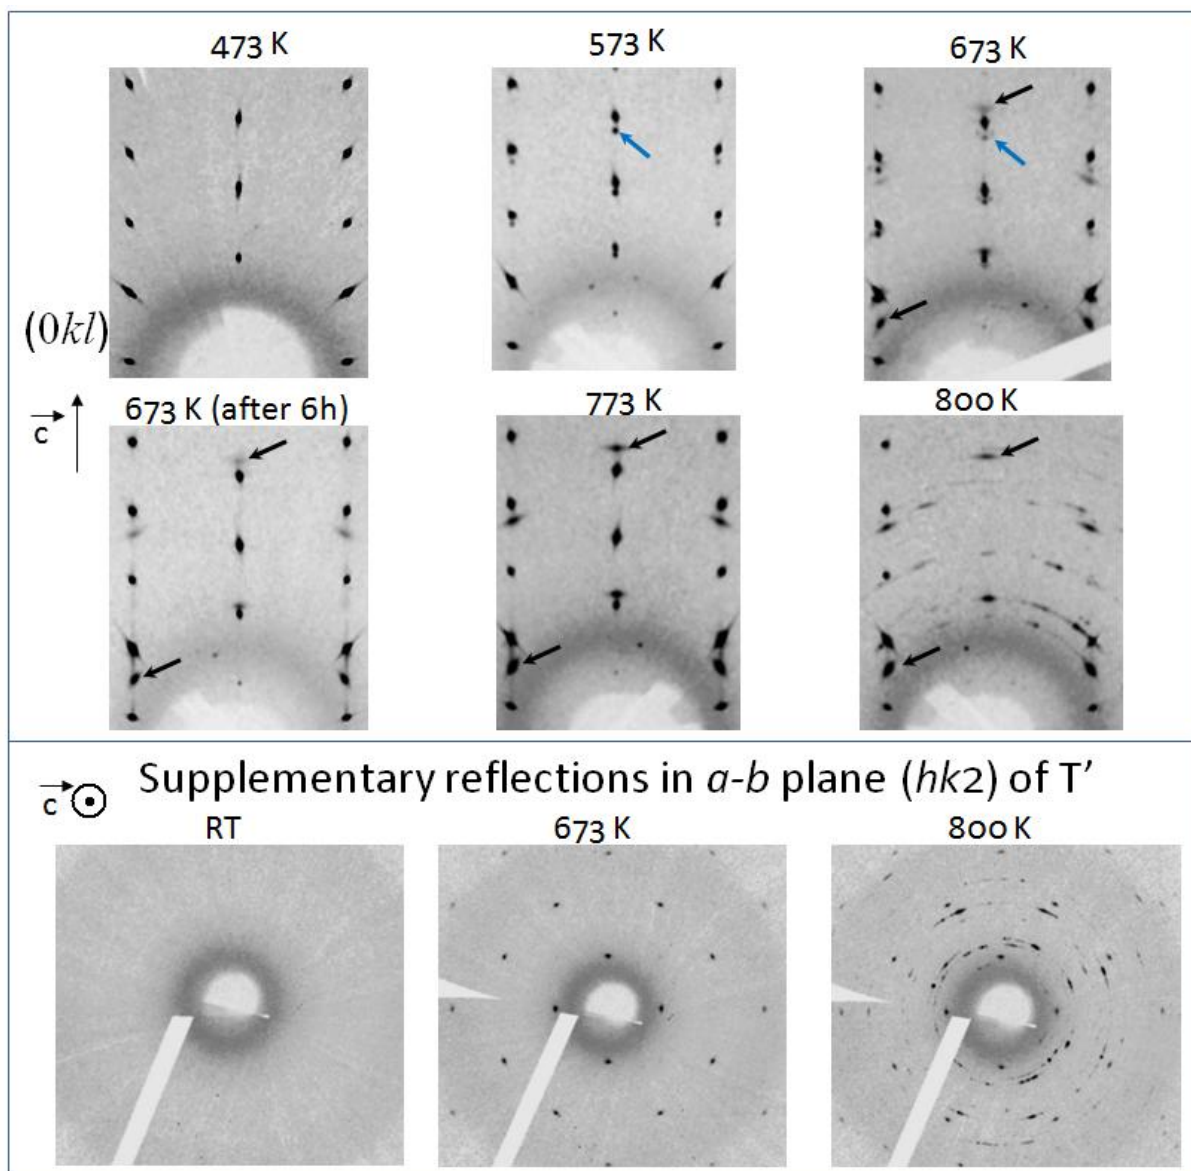 473 K 573 K 673 K
(0kl)
c
673 K (after 6h) 773 K 800 K
c Supplementary reflections in a-b plane (hk2) of T'
RT 673 K 800 K